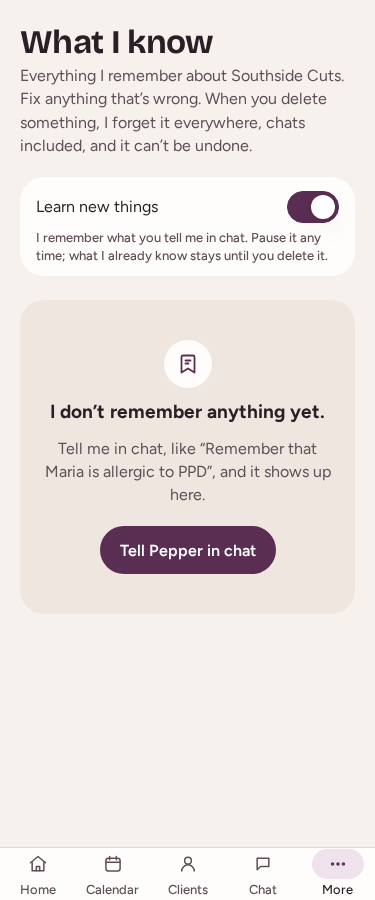 What I know
Everything I remember about Southside Cuts.
Fix anything that’s wrong. When you delete
something, I forget it everywhere, chats
included, and it can’t be undone.
Learn new things
I remember what you tell me in chat. Pause it any
time; what I already know stays until you delete it.
I don’t remember anything yet.
Tell me in chat, like “Remember that
Maria is allergic to PPD”, and it shows up
here.
Tell Pepper in chat
Home
Calendar
Clients
Chat
More